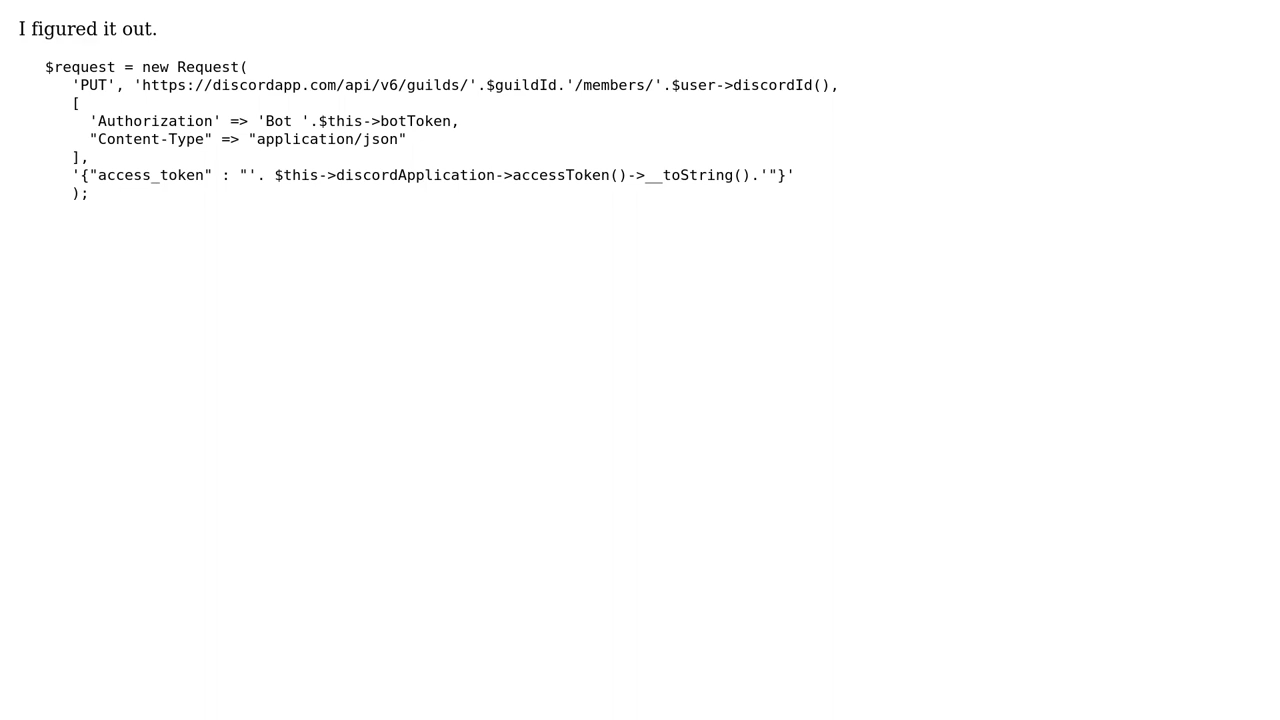 I figured it out.
$request = new Request(
   'PUT', 'https://discordapp.com/api/v6/guilds/'.$guildId.'/members/'.$user->discordId(),
   [
     'Authorization' => 'Bot '.$this->botToken,
     "Content-Type" => "application/json"
   ],
   '{"access_token" : "'. $this->discordApplication->accessToken()->__toString().'"}'
   );